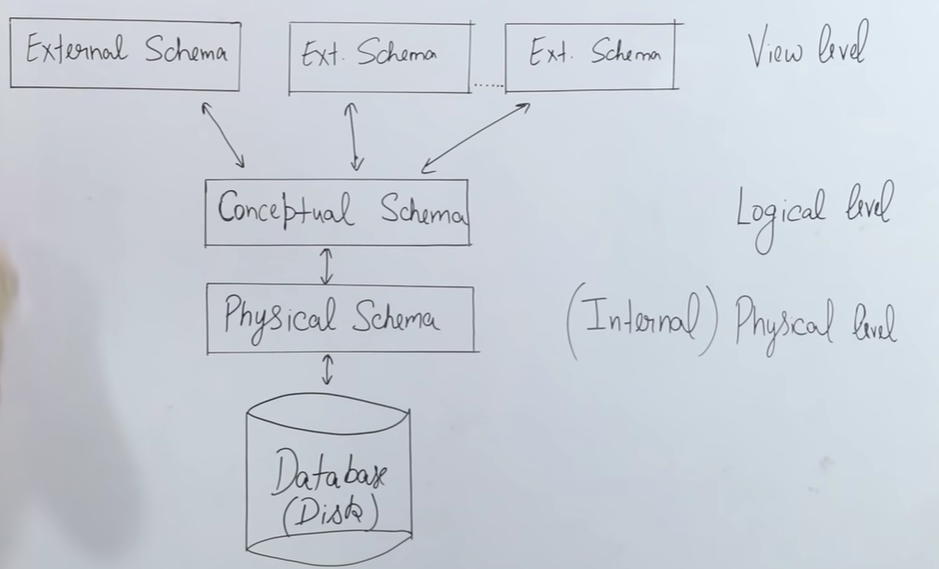 External Schema
Ext. Schema
Ext. Schema
View level
Conceptual Schema
Logical level
Physical Schema
(Internal) Physical level
Database
(Disk)